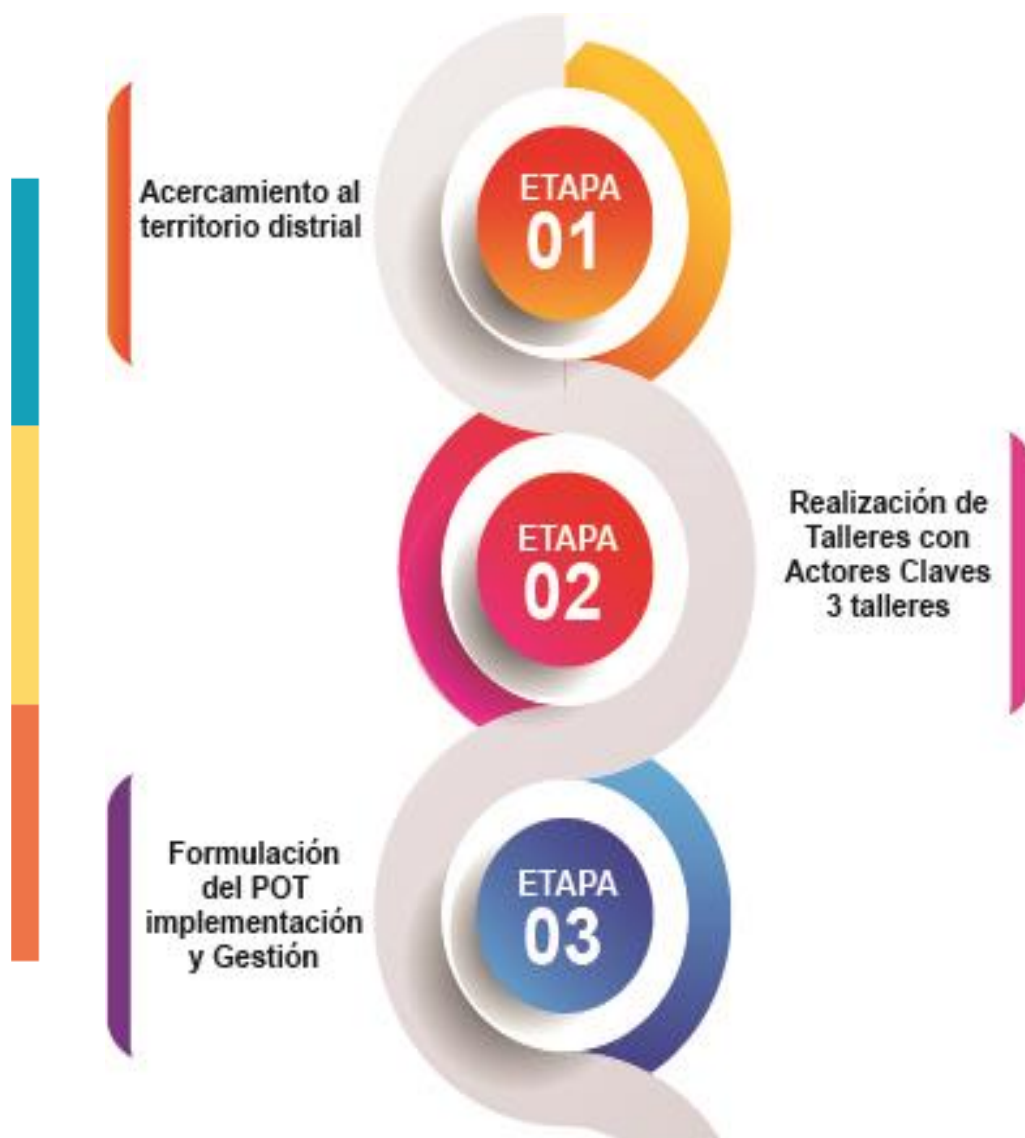 Acercamiento al
territorio distrial
ETAPA
01
ETAPA
02
Realización de
Talleres con
Actores Claves
3 talleres
Formulación
del POT
implementación
y Gestión
ETAPA
03